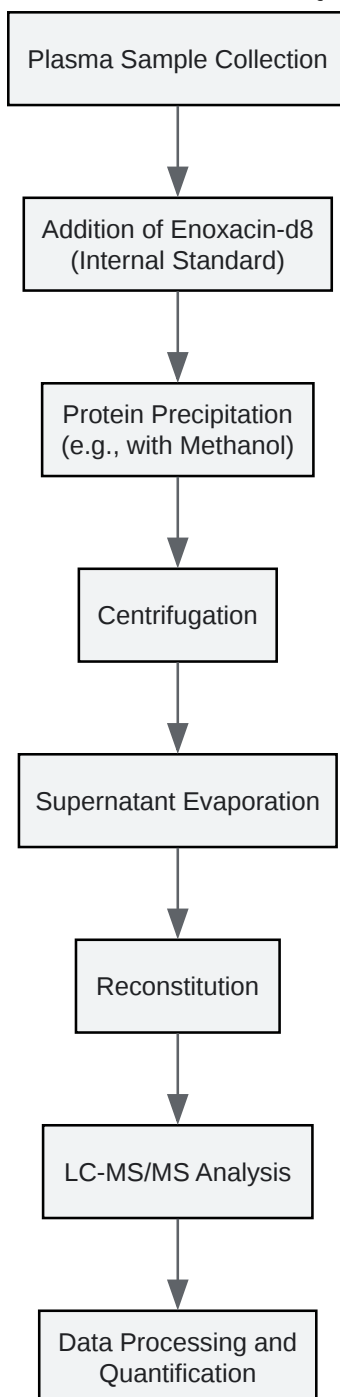 Plasma Sample Collection
Addition of Enoxacin-d8
(Internal Standard)
Protein Precipitation
(e.g., with Methanol)
Centrifugation
Supernatant Evaporation
Reconstitution
LC-MS/MS Analysis
Data Processing and
Quantification